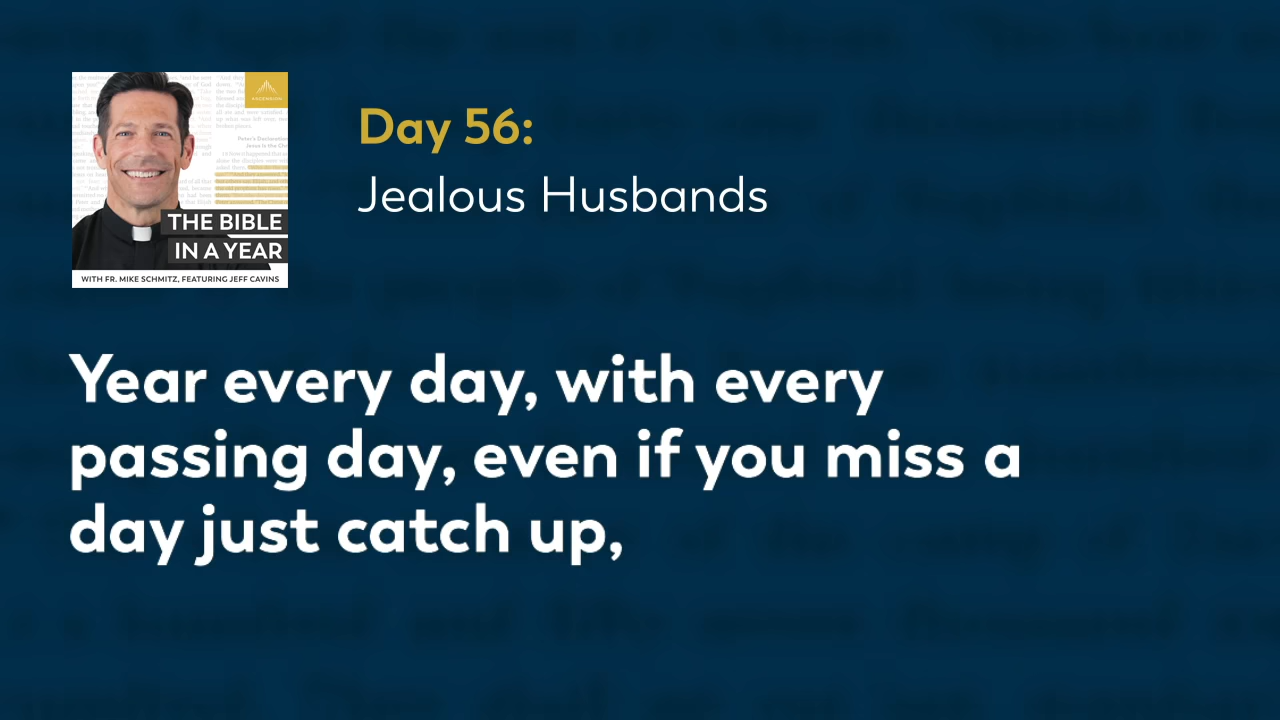 ASCENSION
THE BIBLE
IN A YEAR
WITH FR. MIKE SCHMITZ, FEATURING JEFF CAVINS
Day 56:
Jealous Husbands
Year every day, with every
passing day, even if you miss a
day just catch up,